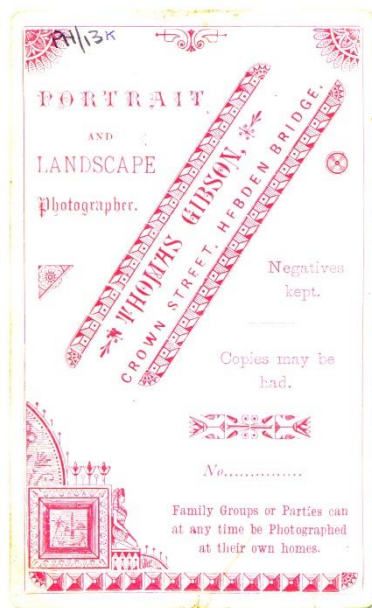 PH/13K
PORTRAIT
AND
LANDSCAPE
Photographer.
THOMAS GIBSON,
CROWN STREET, HEBDEN BRIDGE.
Negatives
kept.
Copies may be
had.
No...............
Family Groups or Parties can
at any time be Photographed
at their own homes.